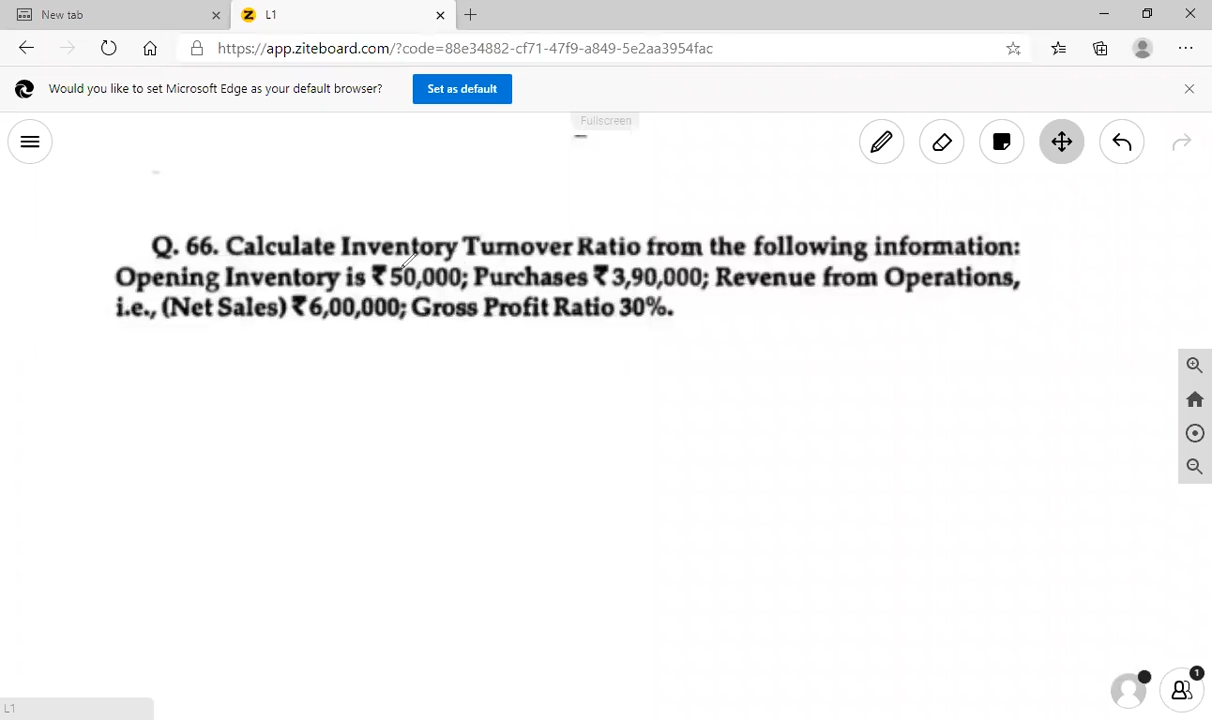 New tab
L1
https://app.ziteboard.com/?code=88e34882-cf71-47f9-a849-5e2aa3954fac
Would you like to set Microsoft Edge as your default browser?
Set as default
Fullscreen
Q. 66. Calculate Inventory Turnover Ratio from the following information:
Opening Inventory is ₹ 50,000; Purchases ₹ 3,90,000; Revenue from Operations,
i.e., (Net Sales) ₹ 6,00,000; Gross Profit Ratio 30%.
1
L1